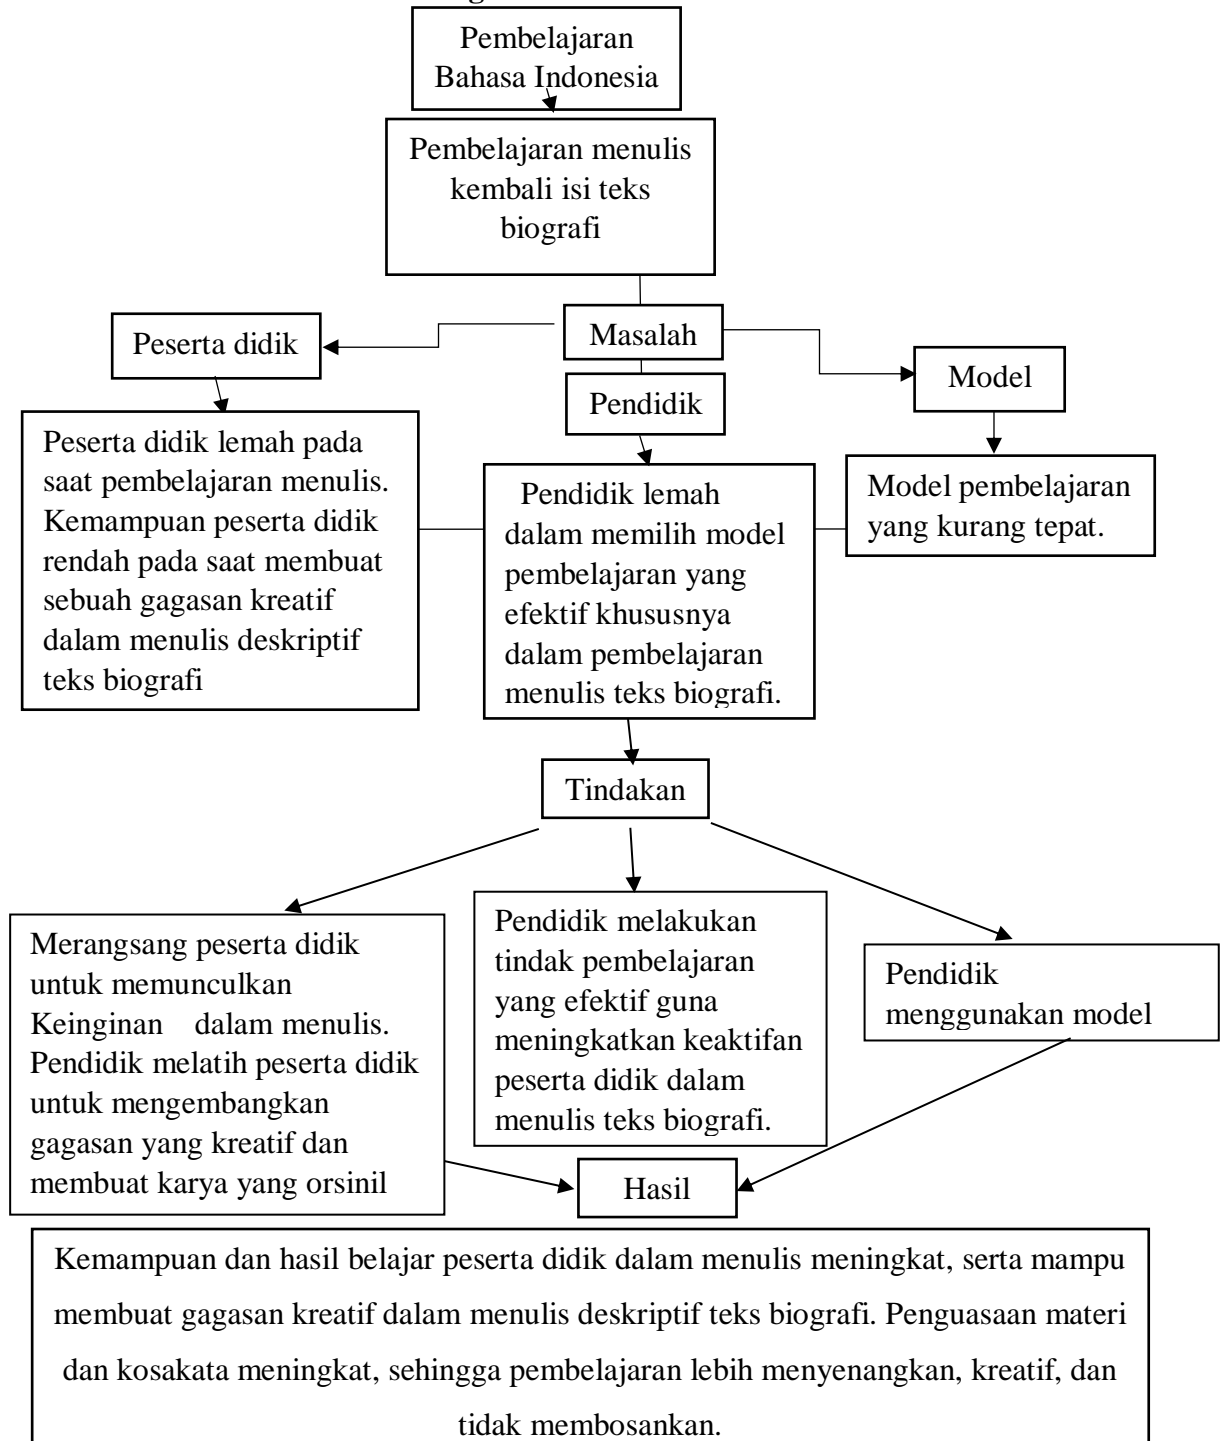 Pembelajaran
Bahasa Indonesia
Pembelajaran menulis
kembali isi teks
biografi
Masalah
Peserta didik
Pendidik
Model
Peserta didik lemah pada
saat pembelajaran menulis.
Kemampuan peserta didik
rendah pada saat membuat
sebuah gagasan kreatif
dalam menulis deskriptif
teks biografi
Pendidik lemah
dalam memilih model
pembelajaran yang
efektif khususnya
dalam pembelajaran
menulis teks biografi.
Model pembelajaran
yang kurang tepat.
Tindakan
Merangsang peserta didik
untuk memunculkan
Keinginan dalam menulis.
Pendidik melatih peserta didik
untuk mengembangkan
gagasan yang kreatif dan
membuat karya yang orsinil
Pendidik melakukan
tindak pembelajaran
yang efektif guna
meningkatkan keaktifan
peserta didik dalam
menulis teks biografi.
Pendidik
menggunakan model
Hasil
Kemampuan dan hasil belajar peserta didik dalam menulis meningkat, serta mampu
membuat gagasan kreatif dalam menulis deskriptif teks biografi. Penguasaan materi
dan kosakata meningkat, sehingga pembelajaran lebih menyenangkan, kreatif, dan
tidak membosankan.